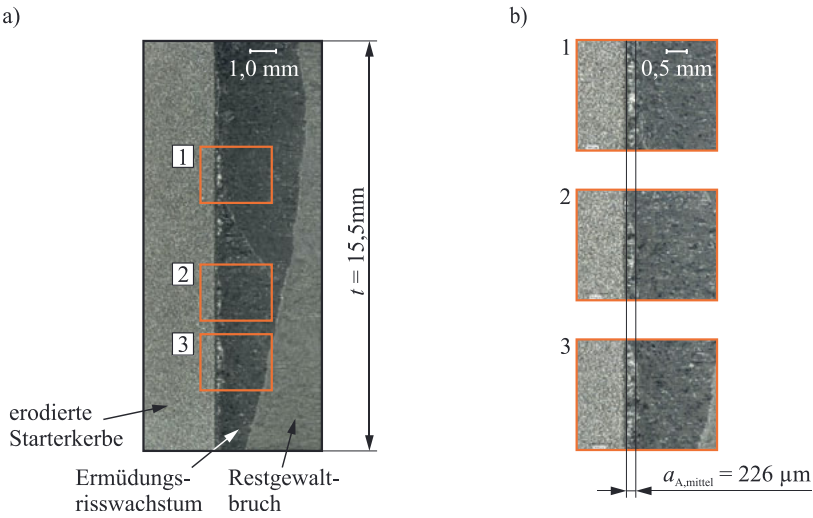 a)
1,0 mm
1
2
3
t = 15,5mm
erodierte
Starterkerbe
Ermüdungs-
risswachstum
Restgewalt-
bruch
b)
1
0,5 mm
2
3
a_A,mittel = 226 µm